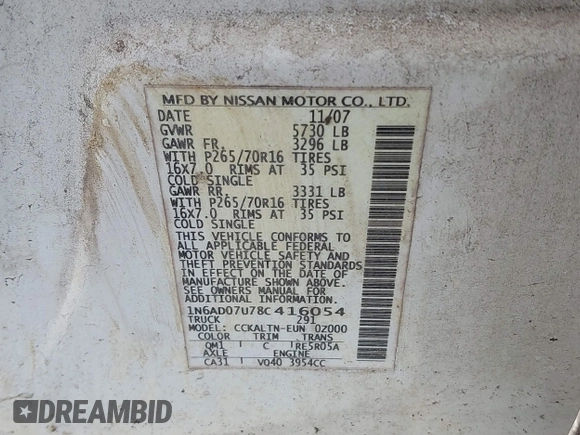 MFD BY NISSAN MOTOR CO., LTD.
DATE 11/07
GVWR 5730 LB
GAWR FR. 3296 LB
WITH P265/70R16 TIRES
16x7.0 RIMS AT 35 PSI
COLD SINGLE
GAWR RR. 3331 LB
WITH P265/70R16 TIRES
16x7.0 RIMS AT 35 PSI
COLD SINGLE
THIS VEHICLE CONFORMS TO
ALL APPLICABLE FEDERAL
MOTOR VEHICLE SAFETY AND
THEFT PREVENTION STANDARDS
IN EFFECT ON THE DATE OF
MANUFACTURE SHOWN ABOVE.
SEE OWNERS MANUAL FOR
ADDITIONAL INFORMATION
1N6AD07U78C416054
TRUCK 291
MODEL: CCKALTN-EUN 0Z000
COLOR TRIM TRANS
QM1 C RE5R05A
AXLE ENGINE
CA31 VQ40 3954CC
DREAMBID